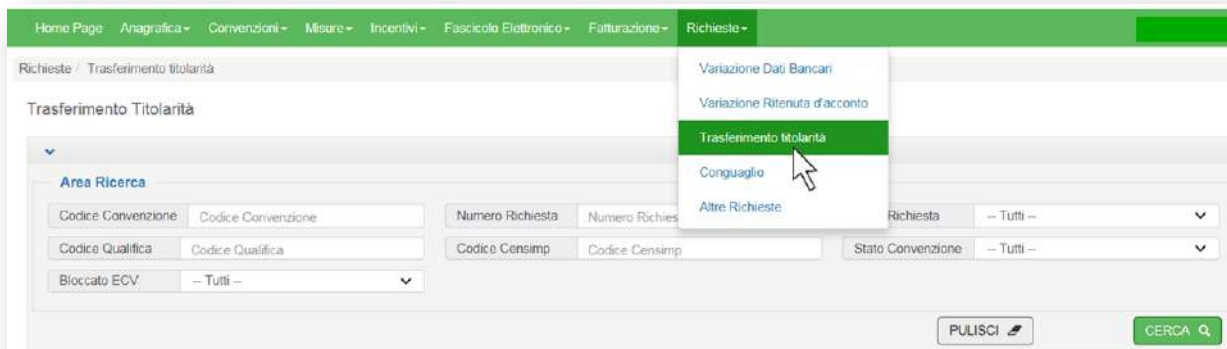 Home Page Anagrafica Convenzioni Misure Incentivi Fascicolo Elettronico Fatturazione Richieste
Richieste / Trasferimento titolarità
Variazione Dati Bancari
Variazione Ritenuta d'acconto
Trasferimento titolarità
Conguaglio
Altre Richieste
Trasferimento Titolarità
Area Ricerca
Codice Convenzione Codice Convenzione Numero Richiesta Numero Richies Richiesta -- Tutti --
Codice Qualifica Codice Qualifica Codice Censimp Codice Censimp Stato Convenzione -- Tutti --
Bloccato ECV -- Tutti --
PULISCI CERCA